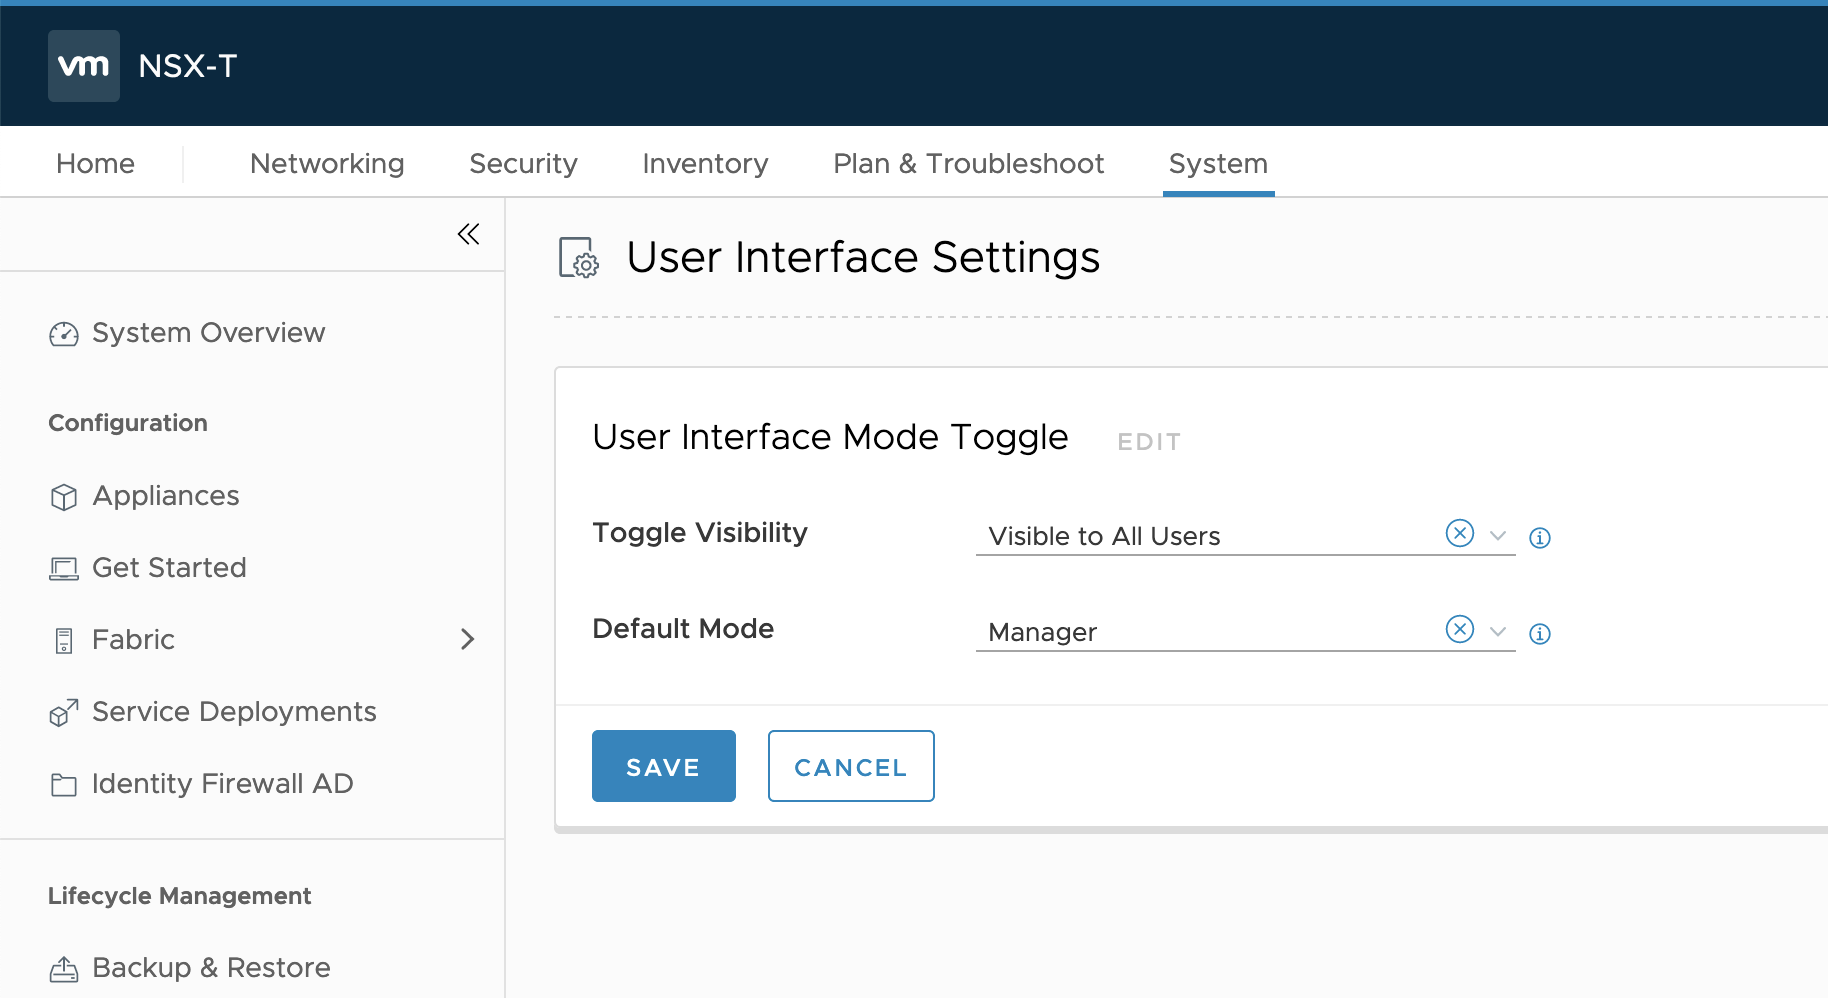 vm NSX-T
Home Networking Security Inventory Plan & Troubleshoot System
User Interface Settings
System Overview
Configuration
Appliances
Get Started
Fabric
Service Deployments
Identity Firewall AD
Lifecycle Management
Backup & Restore
User Interface Mode Toggle EDIT
Toggle Visibility Visible to All Users
Default Mode Manager
SAVE CANCEL